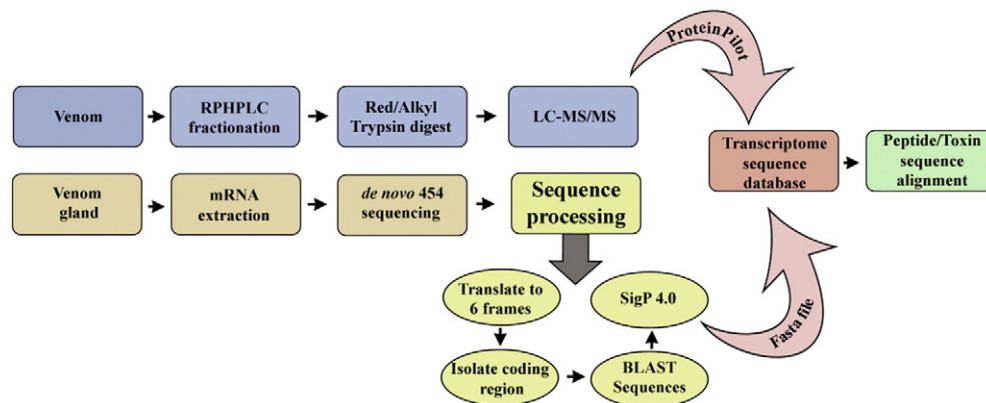 ProteinPilot
Venom
RPHPLC
fractionation
Red/Alkyl
Trypsin digest
LC-MS/MS
Transcriptome
sequence
database
Peptide/Toxin
sequence
alignment
Venom
gland
mRNA
extraction
de novo 454
sequencing
Sequence
processing
Translate to
6 frames
SigP 4.0
Isolate coding
region
BLAST
Sequences
Fasta file